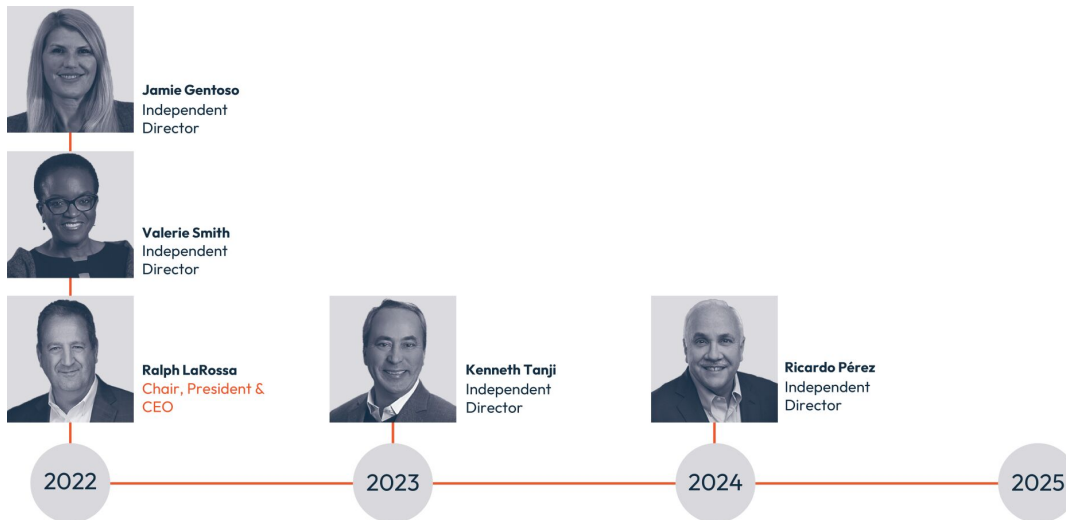 Jamie Gentoso
Independent
Director
Valerie Smith
Independent
Director
Ralph LaRossa
Chair, President &
CEO
Kenneth Tanji
Independent
Director
Ricardo Pérez
Independent
Director
2022
2023
2024
2025